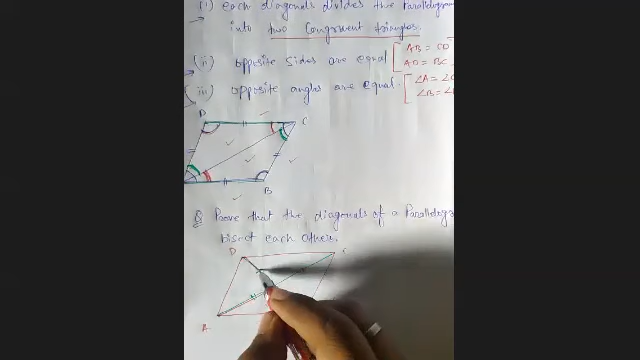 (i) each diagonals divides the Parallelogram
into two Congruent triangles.
(ii) opposite sides are equal [ AB = CD
AD = BC
(iii) opposite angles are equal. [ ∠A = ∠
∠B = ∠
D C
B
Q Prove that the diagonals of a Parallelogr
bisect each other.
D
A